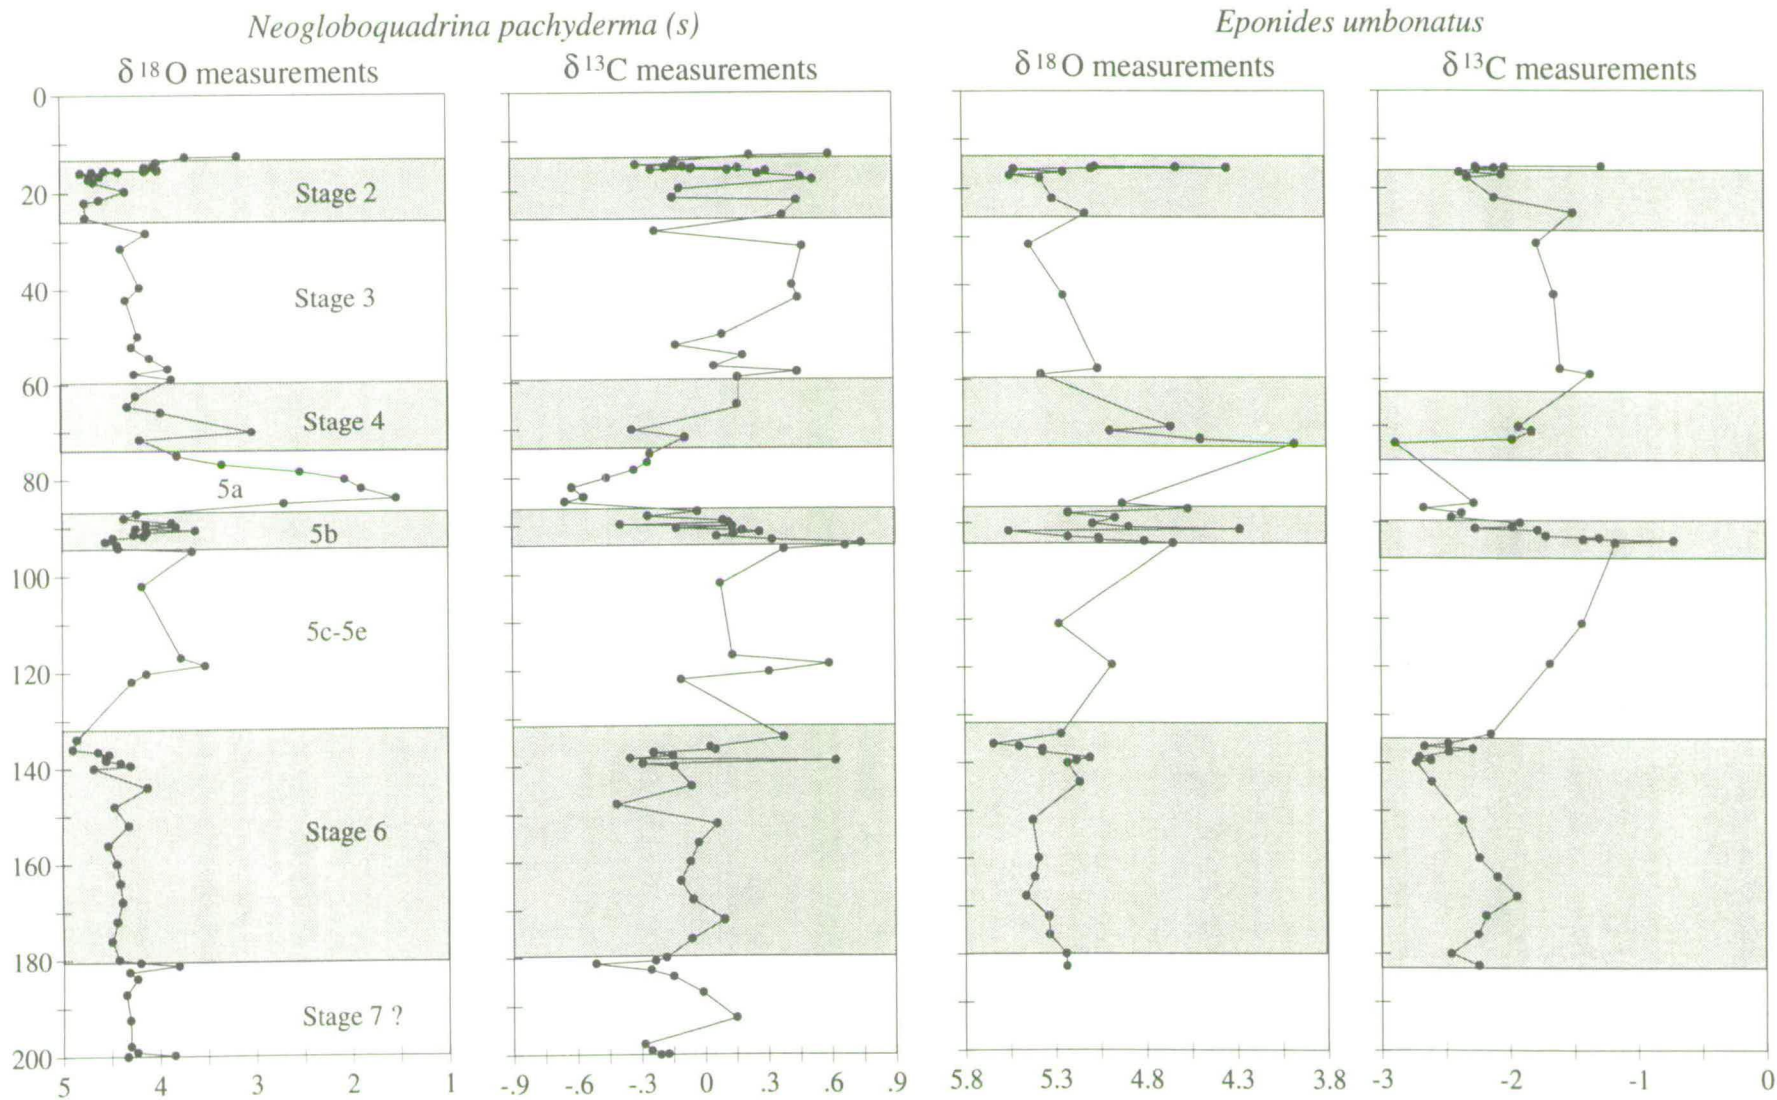 Neogloboquadrina pachyderma (s)
Eponides umbonatus
δ18O measurements
δ13C measurements
δ18O measurements
δ13C measurements
0
20
40
60
80
100
120
140
160
180
200
Stage 2
Stage 3
Stage 4
5a
5b
5c-5e
Stage 6
Stage 7 ?
5 4 3 2 1
-.9 -.6 -.3 0 .3 .6 .9
5.8 5.3 4.8 4.3 3.8
-3 -2 -1 0